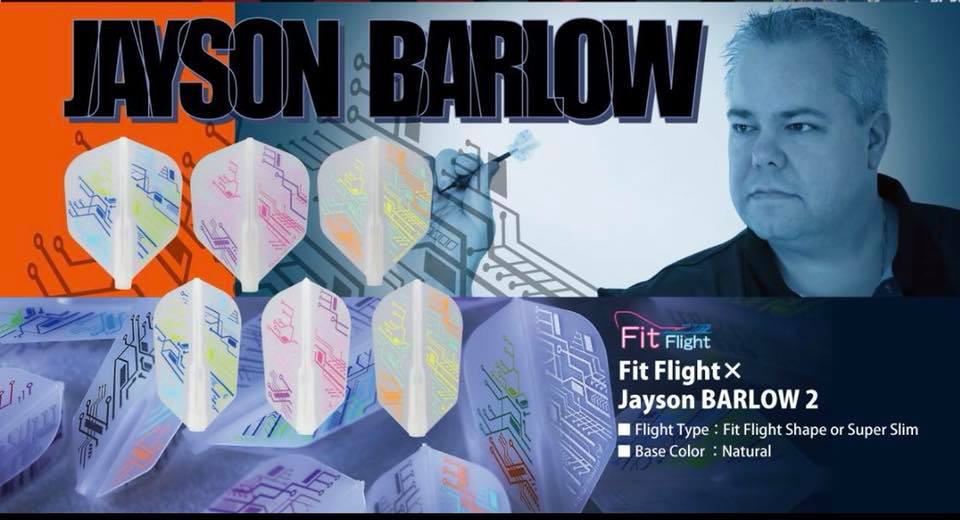 JAYSON BARLOW
Fit Flight
Fit Flight×
Jayson BARLOW 2
■ Flight Type : Fit Flight Shape or Super Slim
■ Base Color : Natural